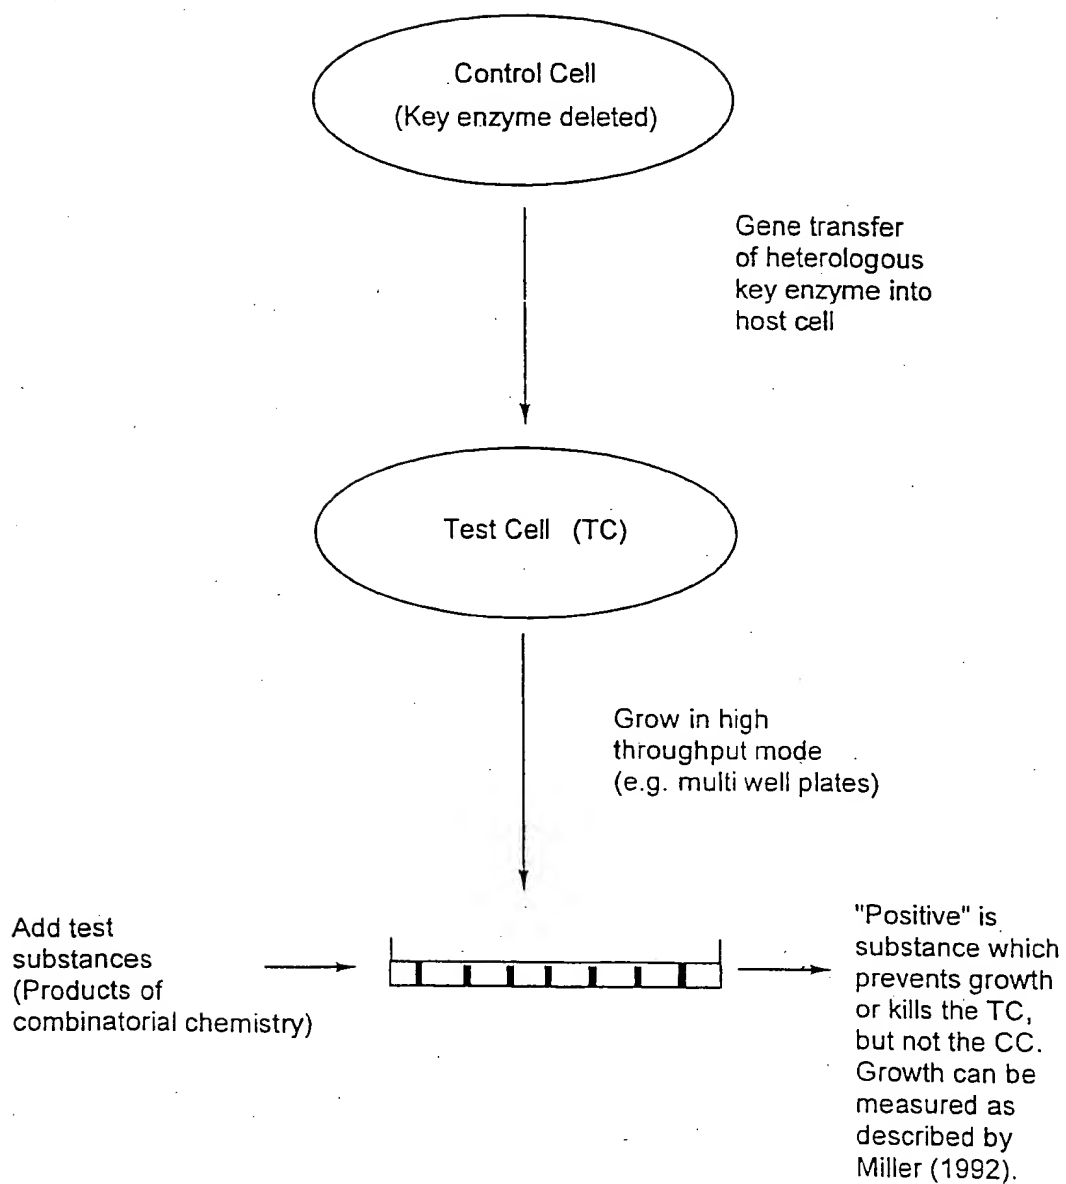 Control Cell
(Key enzyme deleted)
Gene transfer
of heterologous
key enzyme into
host cell
Test Cell (TC)
Grow in high
throughput mode
(e.g. multi well plates)
Add test
substances
(Products of
combinatorial chemistry)
"Positive" is
substance which
prevents growth
or kills the TC,
but not the CC.
Growth can be
measured as
described by
Miller (1992).